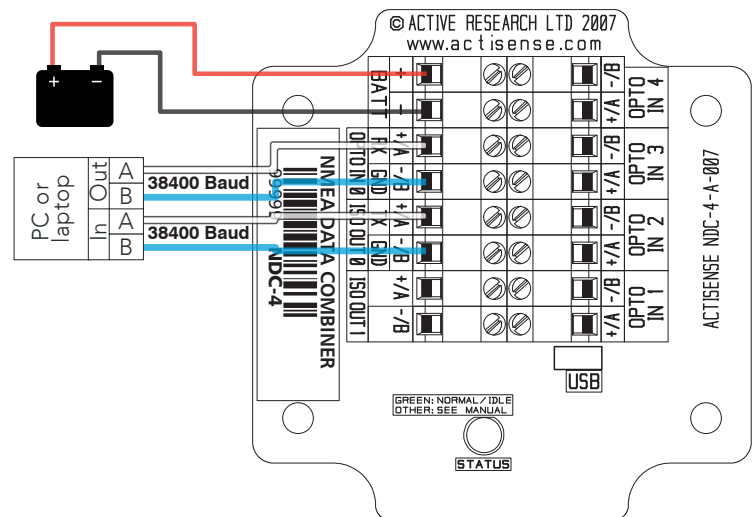 © ACTIVE RESEARCH LTD 2007
www.actisense.com
+ −
BATT + −
OPTO IN 0 RX +/A
GND -/B
ISO OUT 0 TX +/A
GND -/B
ISO OUT 1 +/A
-/B
-/B
+/A
OPTO
IN 4
-/B
+/A
OPTO
IN 3
-/B
+/A
OPTO
IN 2
-/B
+/A
OPTO
IN 1
PC or
laptop
Out
A
B
In
A
B
38400 Baud
38400 Baud
NMEA DATA COMBINER
NDC-4
ACTISENSE NDC-4-A-007
USB
GREEN: NORMAL/IDLE
OTHER: SEE MANUAL
STATUS